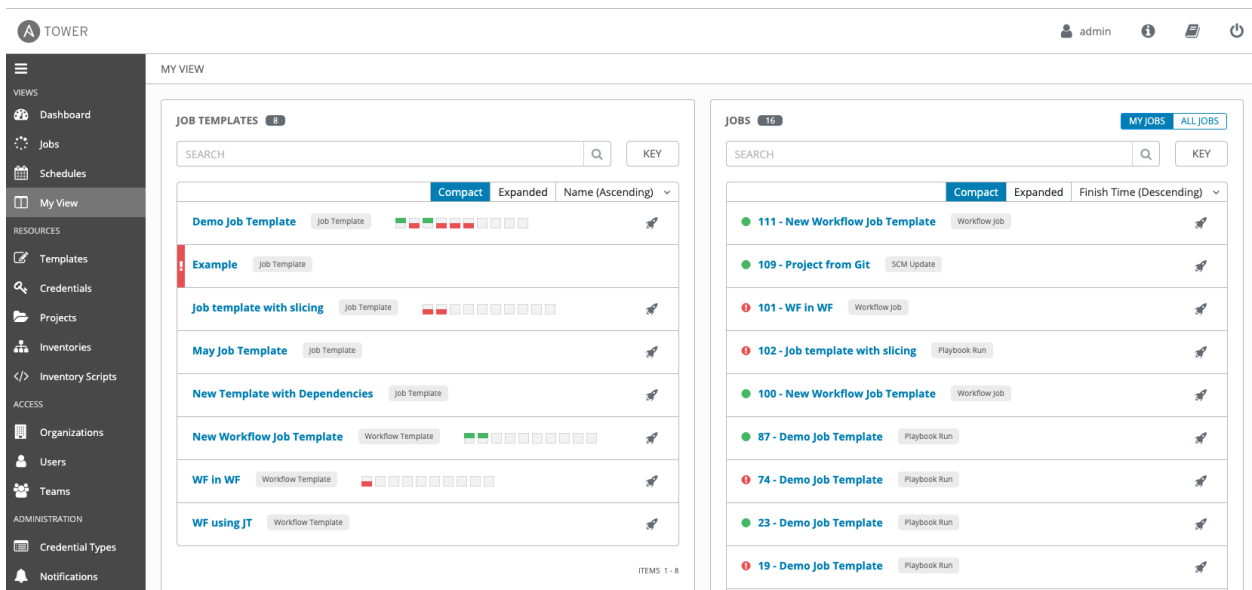 A TOWER
admin
MY VIEW
VIEWS
Dashboard
Jobs
Schedules
My View
RESOURCES
Templates
Credentials
Projects
Inventories
Inventory Scripts
ACCESS
Organizations
Users
Teams
ADMINISTRATION
Credential Types
Notifications
JOB TEMPLATES 8
SEARCH KEY
Compact Expanded Name (Ascending)
Demo Job Template Job Template
! Example Job Template
Job template with slicing Job Template
May Job Template Job Template
New Template with Dependencies Job Template
New Workflow Job Template Workflow Template
WF in WF Workflow Template
WF using JT Workflow Template
ITEMS 1 - 8
JOBS 16 MY JOBS ALL JOBS
SEARCH KEY
Compact Expanded Finish Time (Descending)
111 - New Workflow Job Template Workflow Job
109 - Project from Git SCM Update
101 - WF in WF Workflow Job
102 - Job template with slicing Playbook Run
100 - New Workflow Job Template Workflow Job
87 - Demo Job Template Playbook Run
74 - Demo Job Template Playbook Run
23 - Demo Job Template Playbook Run
19 - Demo Job Template Playbook Run